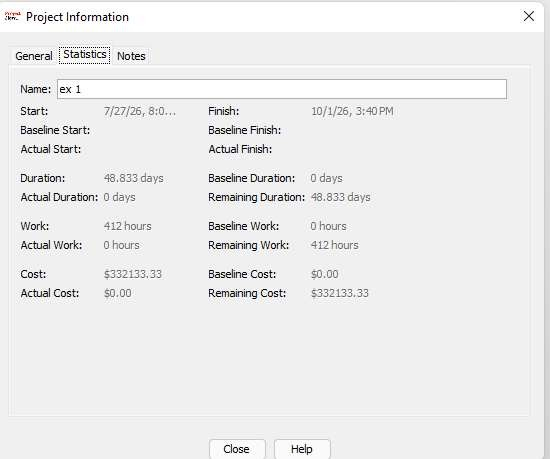 Project Information
General Statistics Notes
Name: ex 1
Start: 7/27/26, 8:0... Finish: 10/1/26, 3:40 PM
Baseline Start: Baseline Finish:
Actual Start: Actual Finish:
Duration: 48.833 days Baseline Duration: 0 days
Actual Duration: 0 days Remaining Duration: 48.833 days
Work: 412 hours Baseline Work: 0 hours
Actual Work: 0 hours Remaining Work: 412 hours
Cost: $332133.33 Baseline Cost: $0.00
Actual Cost: $0.00 Remaining Cost: $332133.33
Close Help